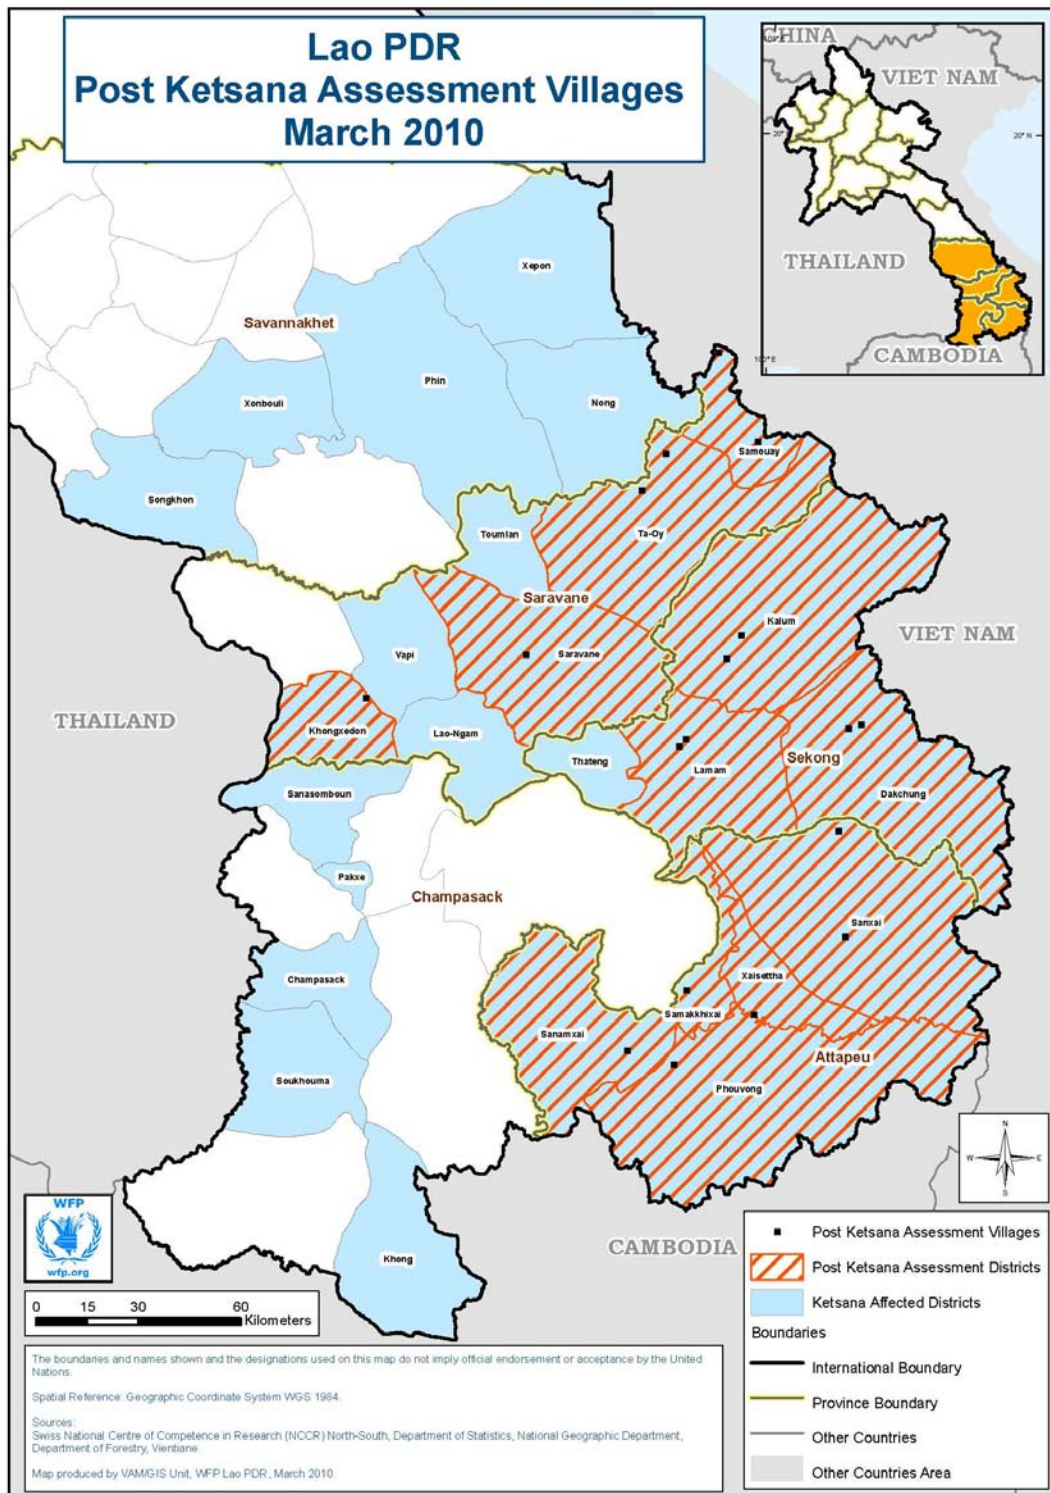 Lao PDR
Post Ketsana Assessment Villages
March 2010
CHINA
VIET NAM
20°
20° N
THAILAND
CAMBODIA
100° E
Xepon
Savannakhet
Phin
Xonbouli
Nong
Samouay
Songkhon
Toumlan
Ta-Oy
Saravane
Kalum
VIET NAM
Vapi
Saravane
THAILAND
Khongxedon
Lao-Ngam
Thateng
Lamam
Sekong
Sanasomboun
Dakchung
Pakxe
Champasack
Sanxai
Champasack
Xaisettha
Samakkhixai
Sanamxai
Attapeu
Soukhouma
Phouvong
N
W
E
S
WFP
wfp.org
CAMBODIA
Khong
0 15 30 60
Kilometers
Post Ketsana Assessment Villages
Post Ketsana Assessment Districts
Ketsana Affected Districts
Boundaries
International Boundary
Province Boundary
Other Countries
Other Countries Area
The boundaries and names shown and the designations used on this map do not imply official endorsement or acceptance by the United
Nations.
Spatial Reference: Geographic Coordinate System WGS 1984.
Sources:
Swiss National Centre of Competence in Research (NCCR) North-South, Department of Statistics, National Geographic Department,
Department of Forestry, Vientiane.
Map produced by VAM/GIS Unit, WFP Lao PDR, March 2010.